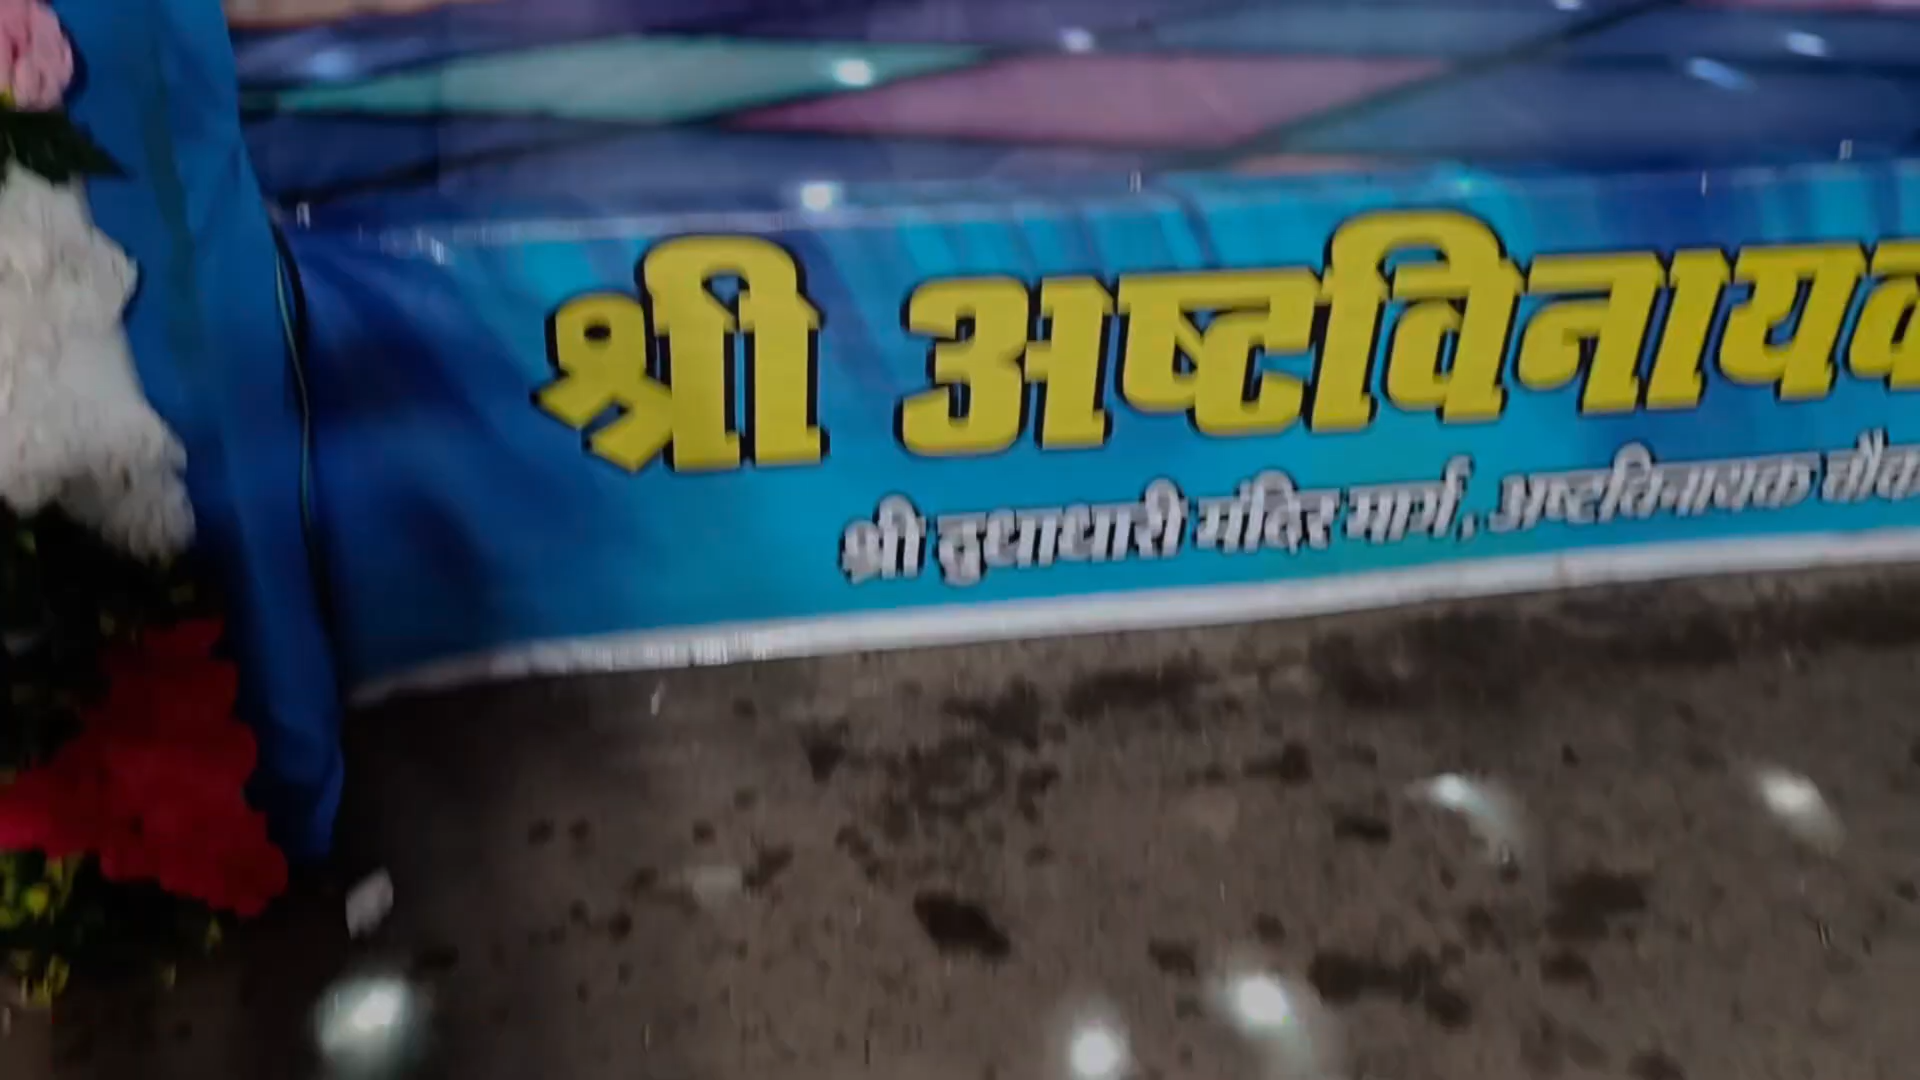 श्री अष्टविनायक
श्री दुधाधारी मंदिर मार्ग, अष्टविनायक चौक